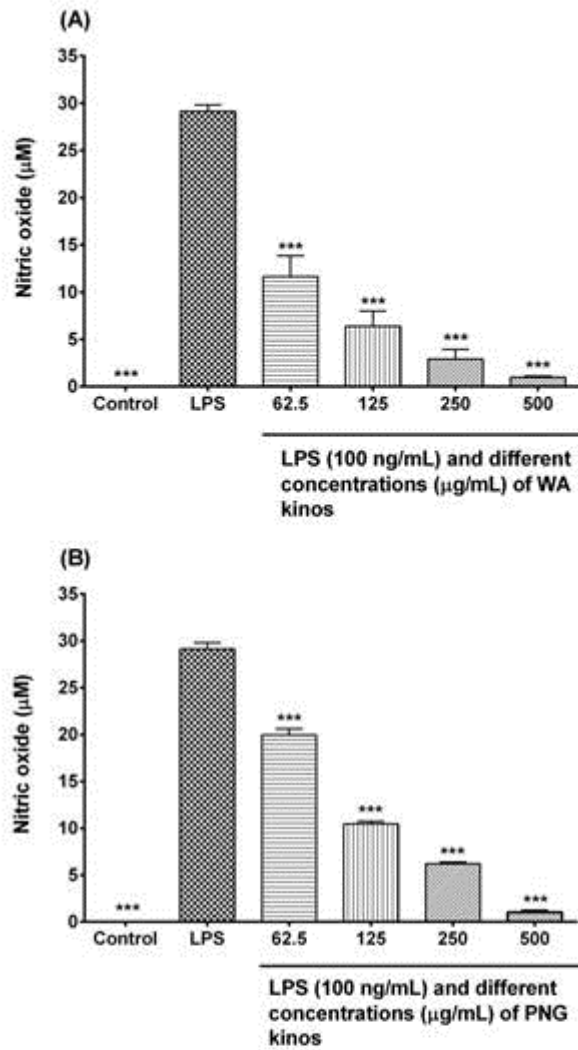 (A)
Nitric oxide (μM)
35
30
25
20
15
10
5
0
***
***
***
***
***
Control LPS 62.5 125 250 500
LPS (100 ng/mL) and different
concentrations (μg/mL) of WA
kinos
(B)
Nitric oxide (μM)
35
30
25
20
15
10
5
0
***
***
***
***
***
Control LPS 62.5 125 250 500
LPS (100 ng/mL) and different
concentrations (μg/mL) of PNG
kinos